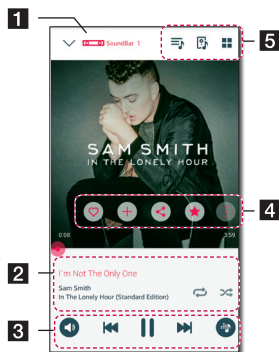 1
SoundBar 1
5
SAM SMITH
IN THE LONELY HOUR
4
0:08
3:59
2
I'm Not The Only One
Sam Smith
In The Lonely Hour (Standard Edition)
3